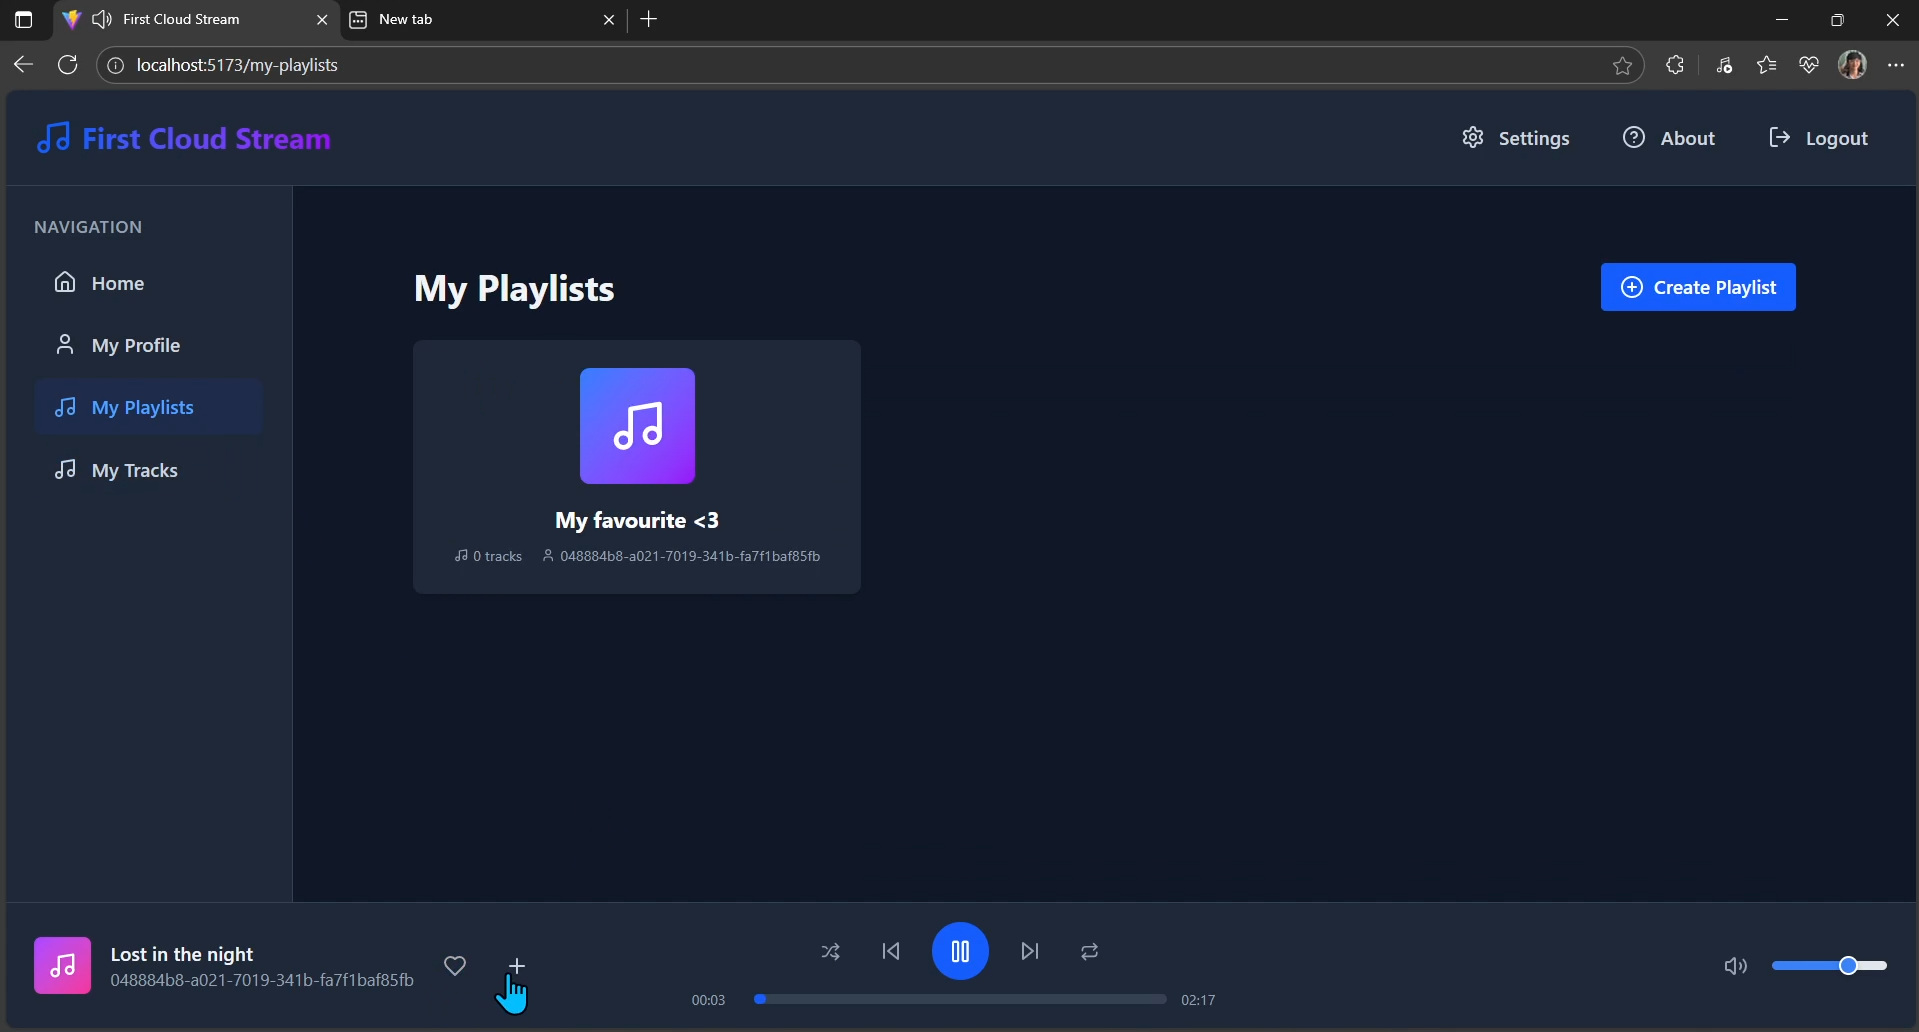 First Cloud Stream
New tab
localhost:5173/my-playlists
First Cloud Stream
Settings
About
Logout
NAVIGATION
Home
My Profile
My Playlists
My Tracks
My Playlists
Create Playlist
My favourite <3
0 tracks 048884b8-a021-7019-341b-fa7f1baf85fb
Lost in the night
048884b8-a021-7019-341b-fa7f1baf85fb
00:03
02:17